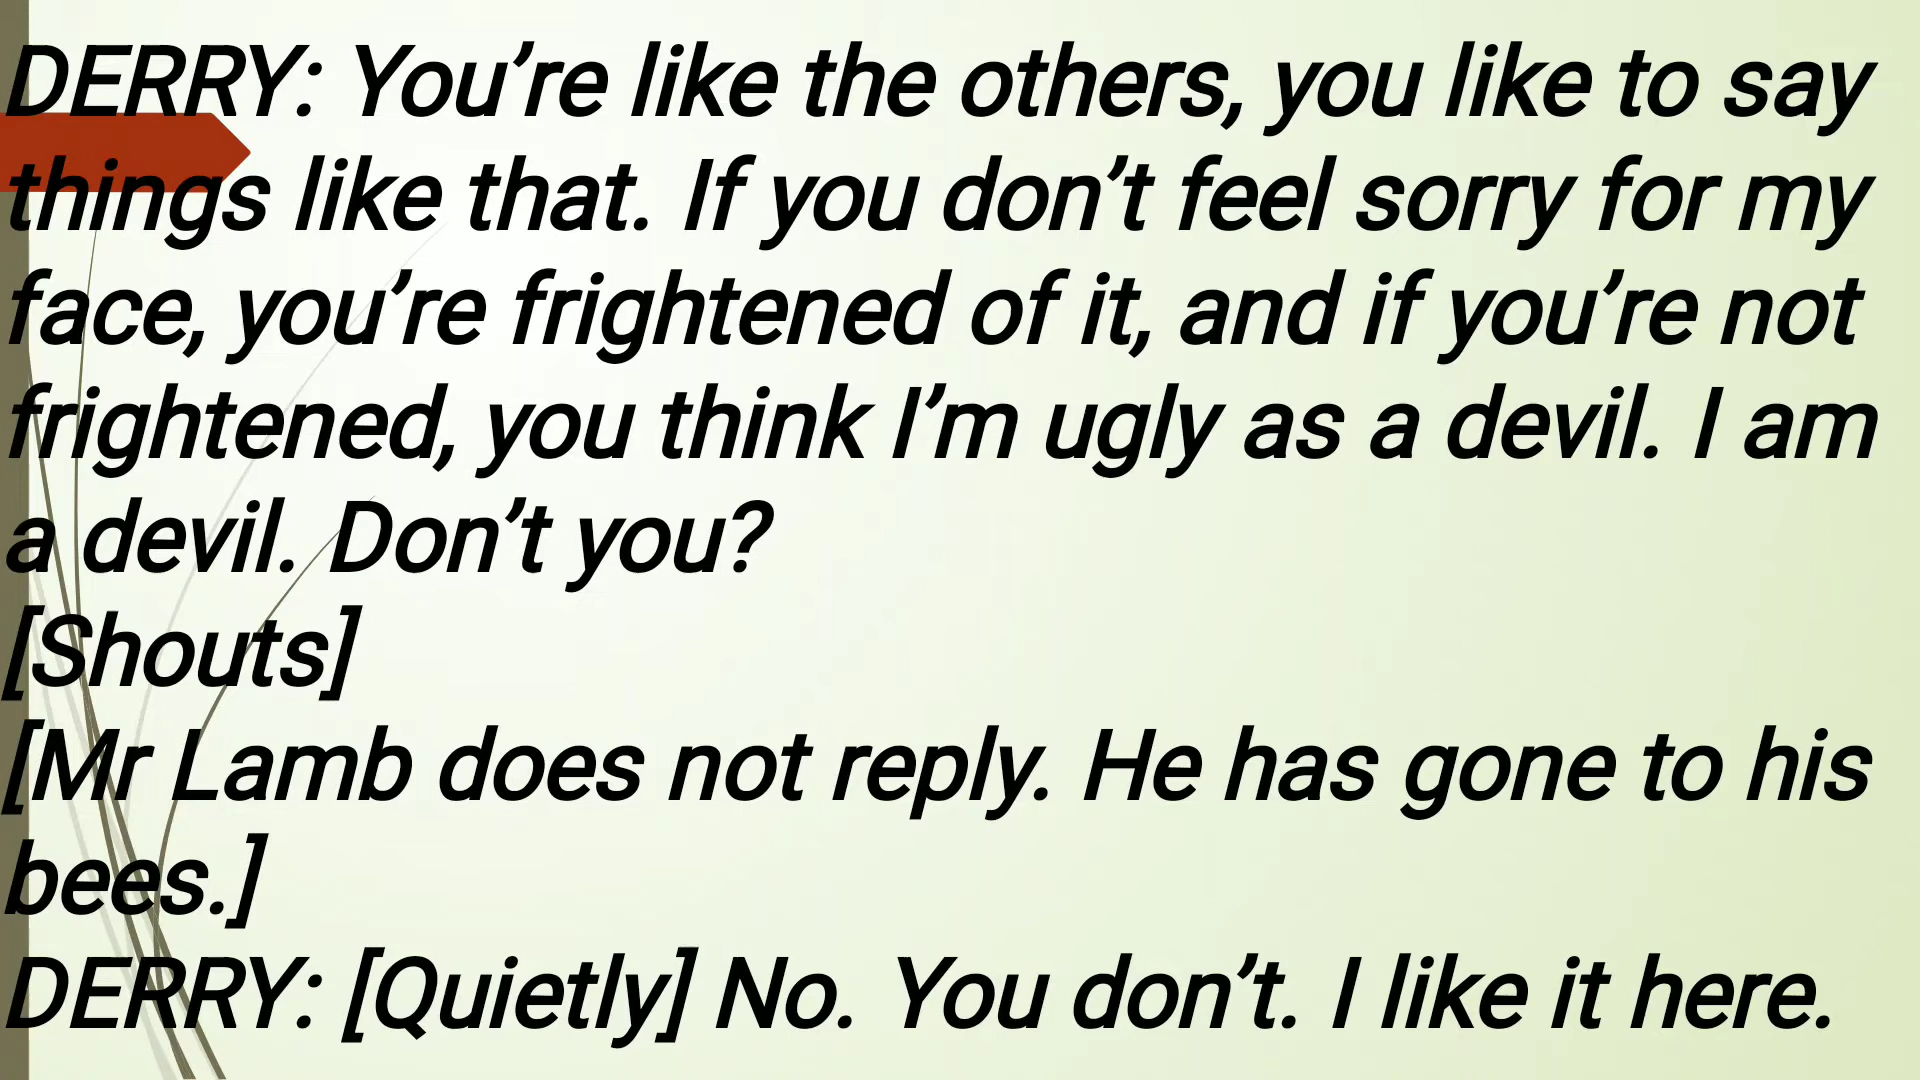 DERRY: You’re like the others, you like to say
things like that. If you don’t feel sorry for my
face, you’re frightened of it, and if you’re not
frightened, you think I’m ugly as a devil. I am
a devil. Don’t you?
[Shouts]
[Mr Lamb does not reply. He has gone to his
bees.]
DERRY: [Quietly] No. You don’t. I like it here.